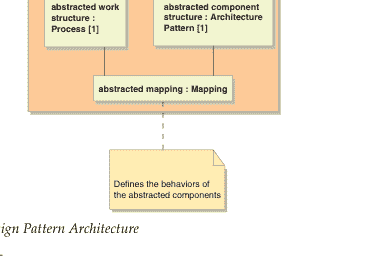 abstracted work
structure :
Process [1]
abstracted component
structure : Architecture
Pattern [1]
abstracted mapping : Mapping
Defines the behaviors of
the abstracted components
ign Pattern Architecture